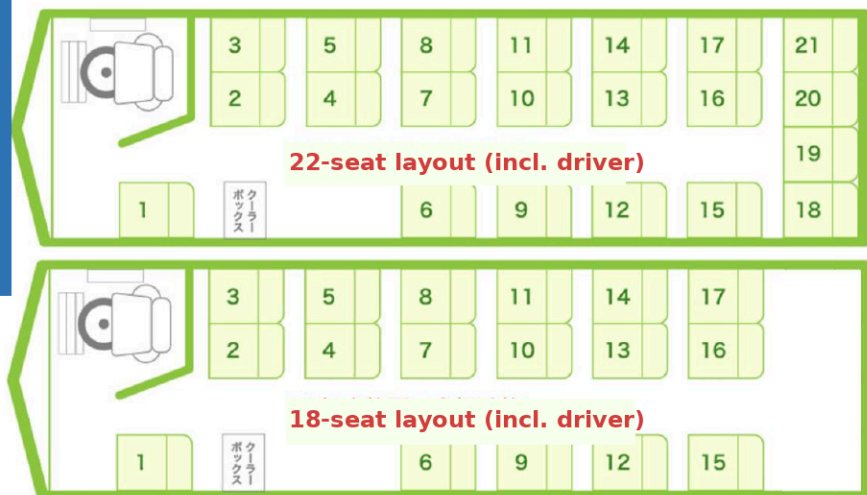 3 5 8 11 14 17 21
2 4 7 10 13 16 20
22-seat layout (incl. driver)
19
1
クーラー
ボックス
6 9 12 15 18
3 5 8 11 14 17
2 4 7 10 13 16
18-seat layout (incl. driver)
1
クーラー
ボックス
6 9 12 15